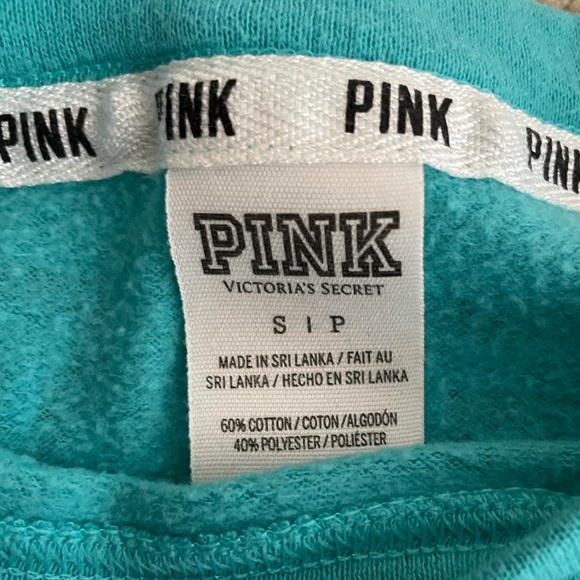 PINK PINK PINK PINK
PINK
VICTORIA'S SECRET
S | P
MADE IN SRI LANKA / FAIT AU
SRI LANKA / HECHO EN SRI LANKA
60% COTTON / COTON / ALGODÓN
40% POLYESTER / POLIÉSTER